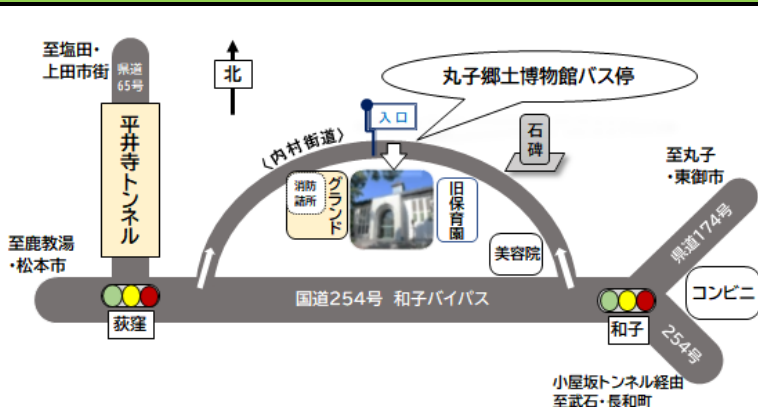 至塩田・
上田市街
県道
65号
平井寺トンネル
北
丸子郷土博物館バス停
入口
〈内村街道〉
石碑
至丸子
・東御市
消防
詰所
グランド
旧保育園
県道174号
至鹿教湯
・松本市
美容院
コンビニ
国道254号 和子バイパス
荻窪
和子
254号
小屋坂トンネル経由
至武石・長和町